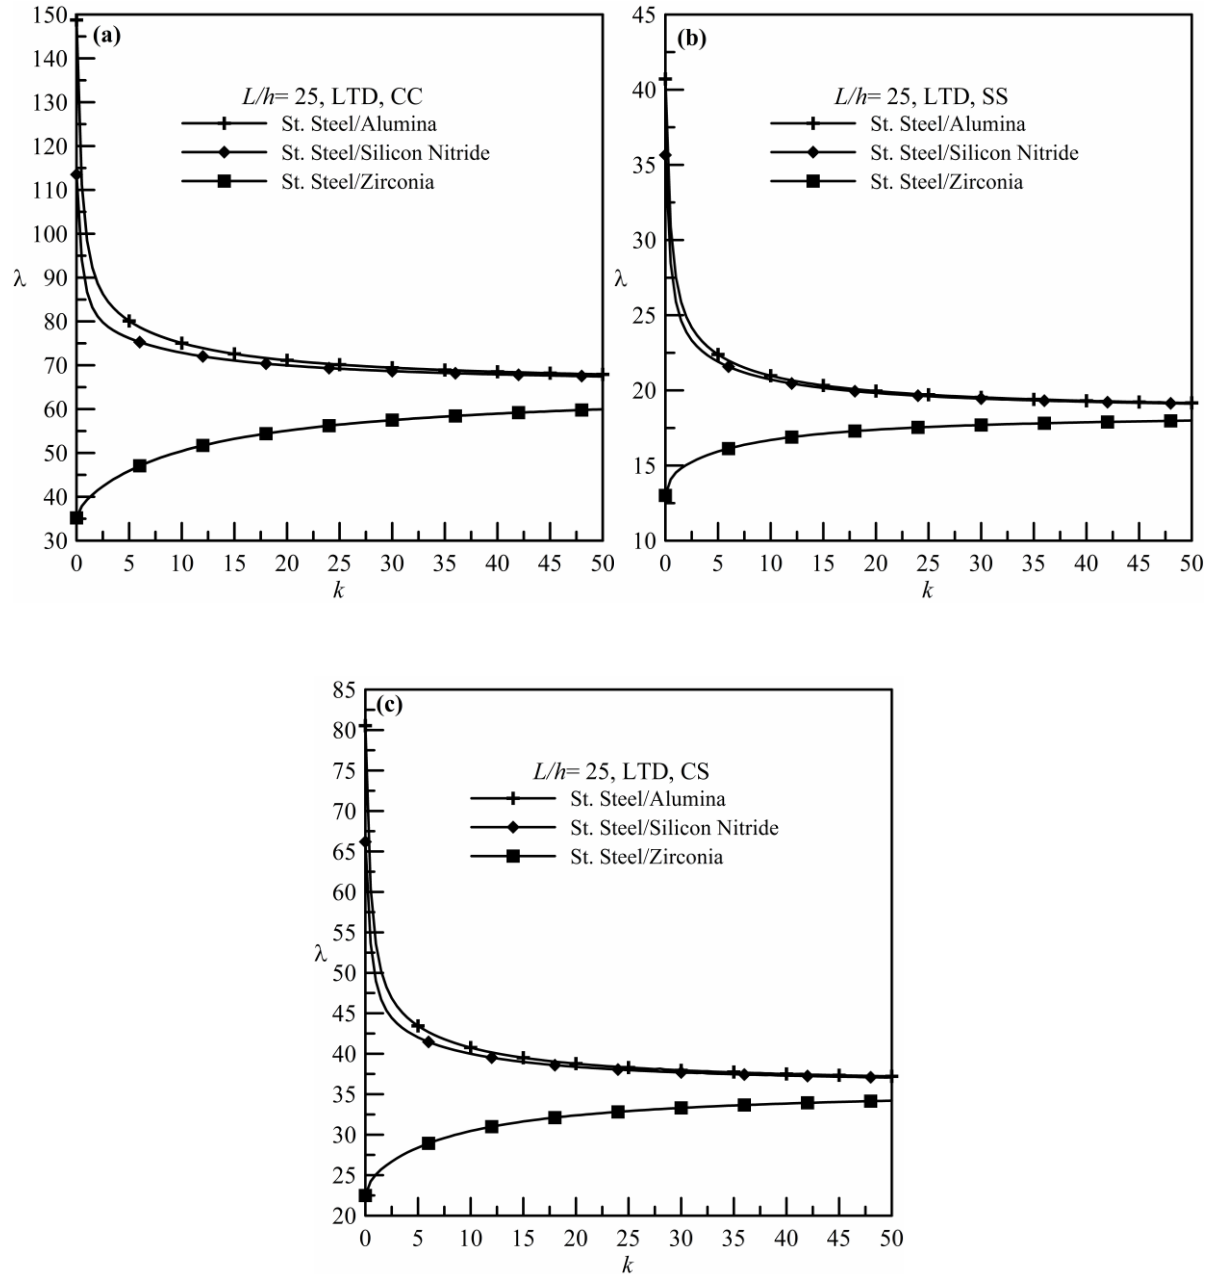 (a)
L/h= 25, LTD, CC
St. Steel/Alumina
St. Steel/Silicon Nitride
St. Steel/Zirconia
150
140
130
120
110
100
90
80
70
60
50
40
30
λ
0 5 10 15 20 25 30 35 40 45 50
k
(b)
L/h= 25, LTD, SS
St. Steel/Alumina
St. Steel/Silicon Nitride
St. Steel/Zirconia
45
40
35
30
25
20
15
10
λ
0 5 10 15 20 25 30 35 40 45 50
k
(c)
L/h= 25, LTD, CS
St. Steel/Alumina
St. Steel/Silicon Nitride
St. Steel/Zirconia
85
80
75
70
65
60
55
50
45
40
35
30
25
20
λ
0 5 10 15 20 25 30 35 40 45 50
k